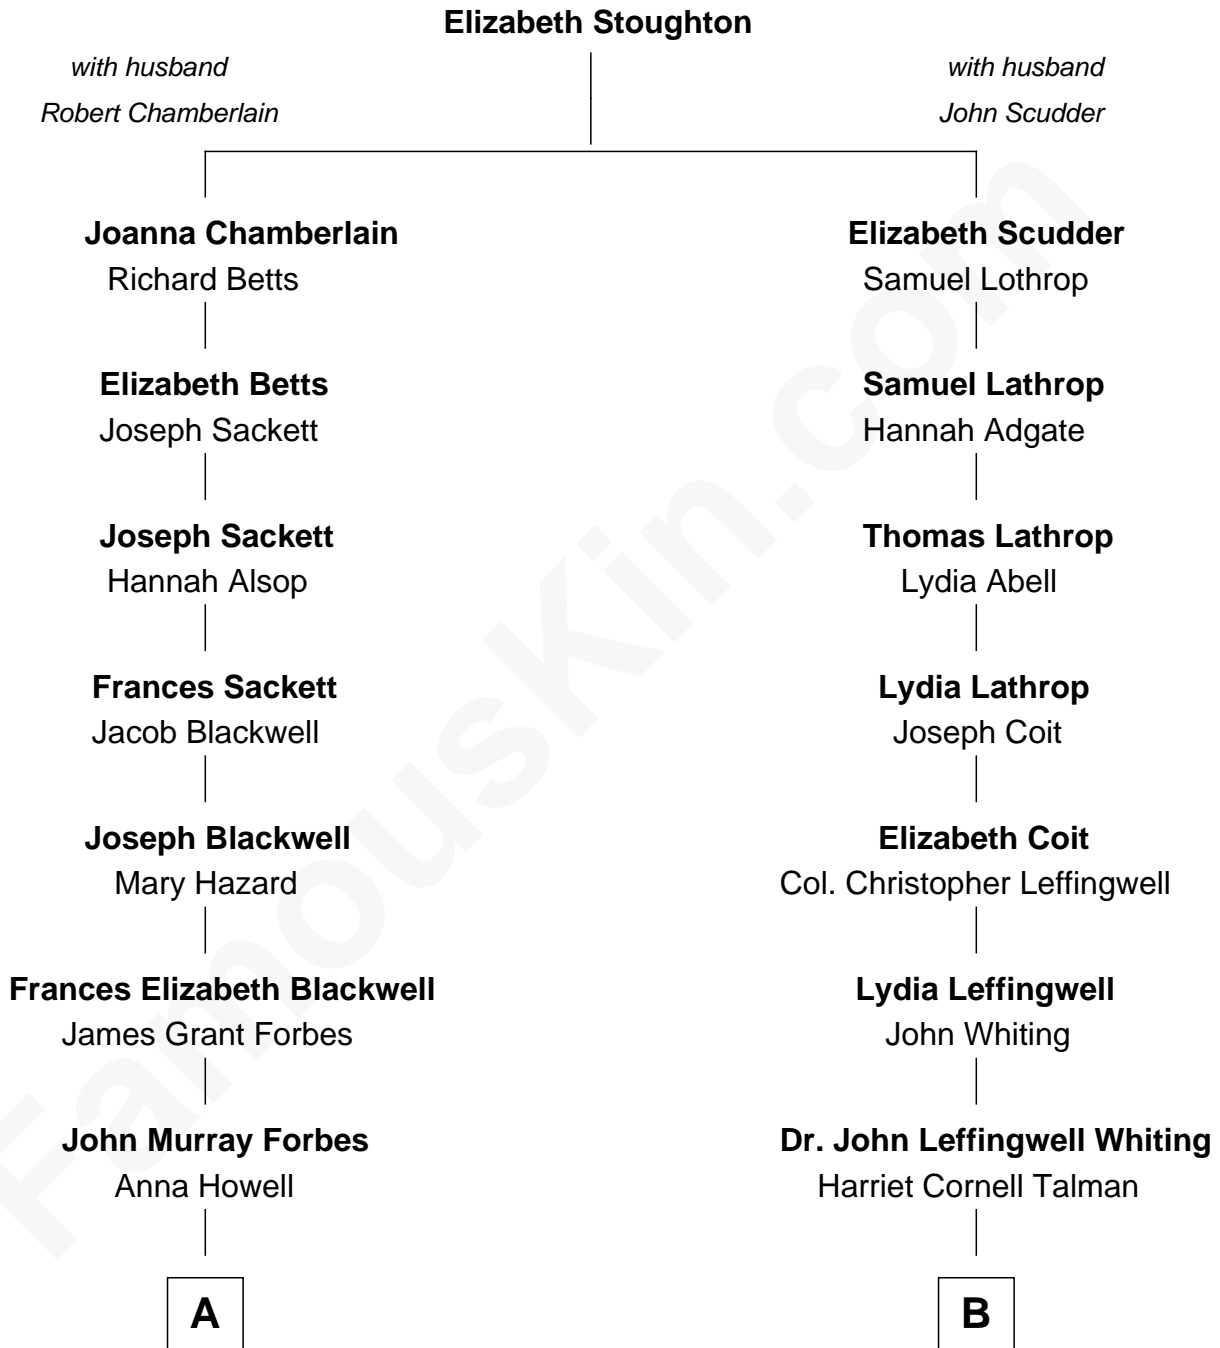 Elizabeth Stoughton
with husband
Robert Chamberlain
with husband
John Scudder
Joanna Chamberlain
Richard Betts
Elizabeth Scudder
Samuel Lothrop
Elizabeth Betts
Joseph Sackett
Samuel Lathrop
Hannah Adgate
Joseph Sackett
Hannah Alsop
Thomas Lathrop
Lydia Abell
Frances Sackett
Jacob Blackwell
Lydia Lathrop
Joseph Coit
Joseph Blackwell
Mary Hazard
Elizabeth Coit
Col. Christopher Leffingwell
Frances Elizabeth Blackwell
James Grant Forbes
Lydia Leffingwell
John Whiting
John Murray Forbes
Anna Howell
Dr. John Leffingwell Whiting
Harriet Cornell Talman
A
B
FamousKin.com